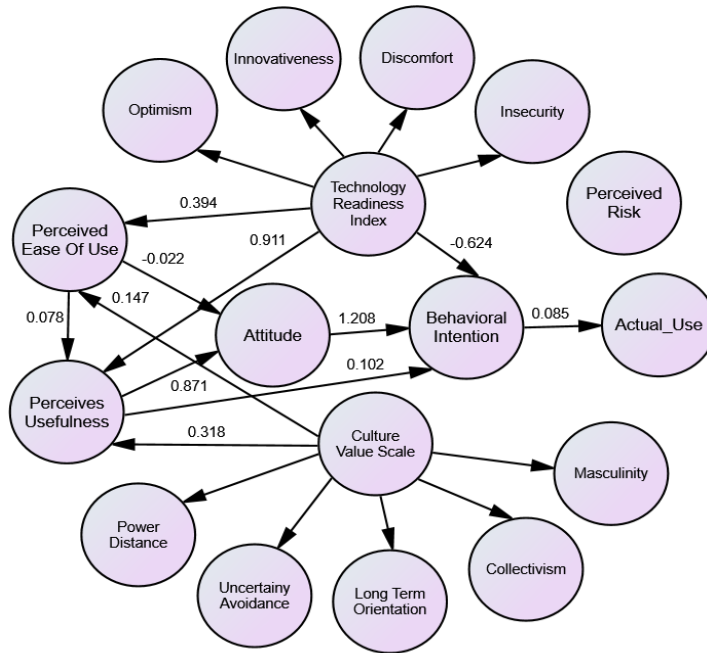 Innovativeness
Discomfort
Optimism
Insecurity
Technology
Readiness
Index
Perceived
Risk
0.394
Perceived
Ease Of Use
0.911
-0.624
-0.022
0.147
0.078
Attitude
1.208
Behavioral
Intention
0.085
Actual_Use
0.102
0.871
Perceives
Usefulness
0.318
Culture
Value Scale
Masculinity
Power
Distance
Uncertainy
Avoidance
Long Term
Orientation
Collectivism